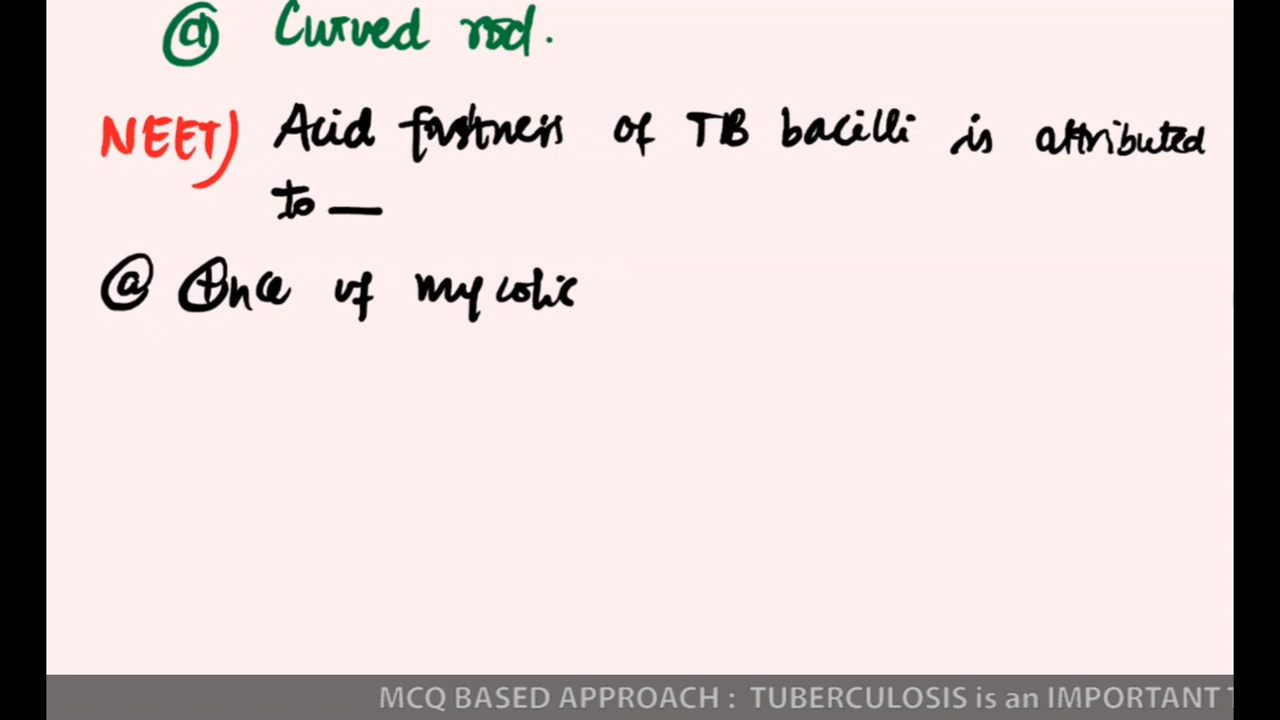 ⓓ Curved rod.
NEET) Acid fastness of TB bacilli is attributed
to —
ⓐ ⊕nce of mycolic
MCQ BASED APPROACH : TUBERCULOSIS is an IMPORTANT T